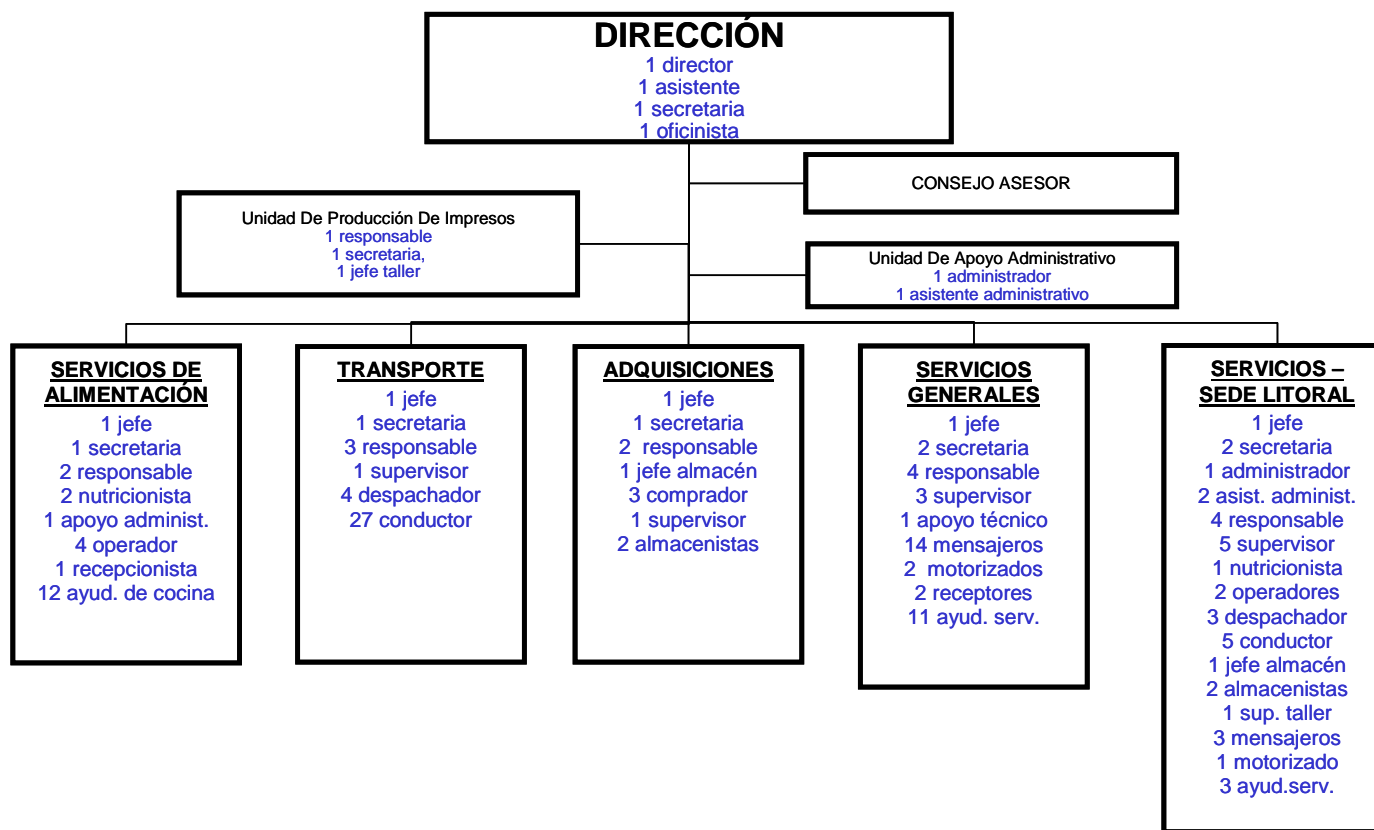 DIRECCIÓN
1 director
1 asistente
1 secretaria
1 oficinista
CONSEJO ASESOR
Unidad De Producción De Impresos
1 responsable
1 secretaria,
1 jefe taller
Unidad De Apoyo Administrativo
1 administrador
1 asistente administrativo
SERVICIOS DE
ALIMENTACIÓN
1 jefe
1 secretaria
2 responsable
2 nutricionista
1 apoyo administ.
4 operador
1 recepcionista
12 ayud. de cocina
TRANSPORTE
1 jefe
1 secretaria
3 responsable
1 supervisor
4 despachador
27 conductor
ADQUISICIONES
1 jefe
1 secretaria
2 responsable
1 jefe almacén
3 comprador
1 supervisor
2 almacenistas
SERVICIOS
GENERALES
1 jefe
2 secretaria
4 responsable
3 supervisor
1 apoyo técnico
14 mensajeros
2 motorizados
2 receptores
11 ayud. serv.
SERVICIOS –
SEDE LITORAL
1 jefe
2 secretaria
1 administrador
2 asist. administ.
4 responsable
5 supervisor
1 nutricionista
2 operadores
3 despachador
5 conductor
1 jefe almacén
2 almacenistas
1 sup. taller
3 mensajeros
1 motorizado
3 ayud.serv.